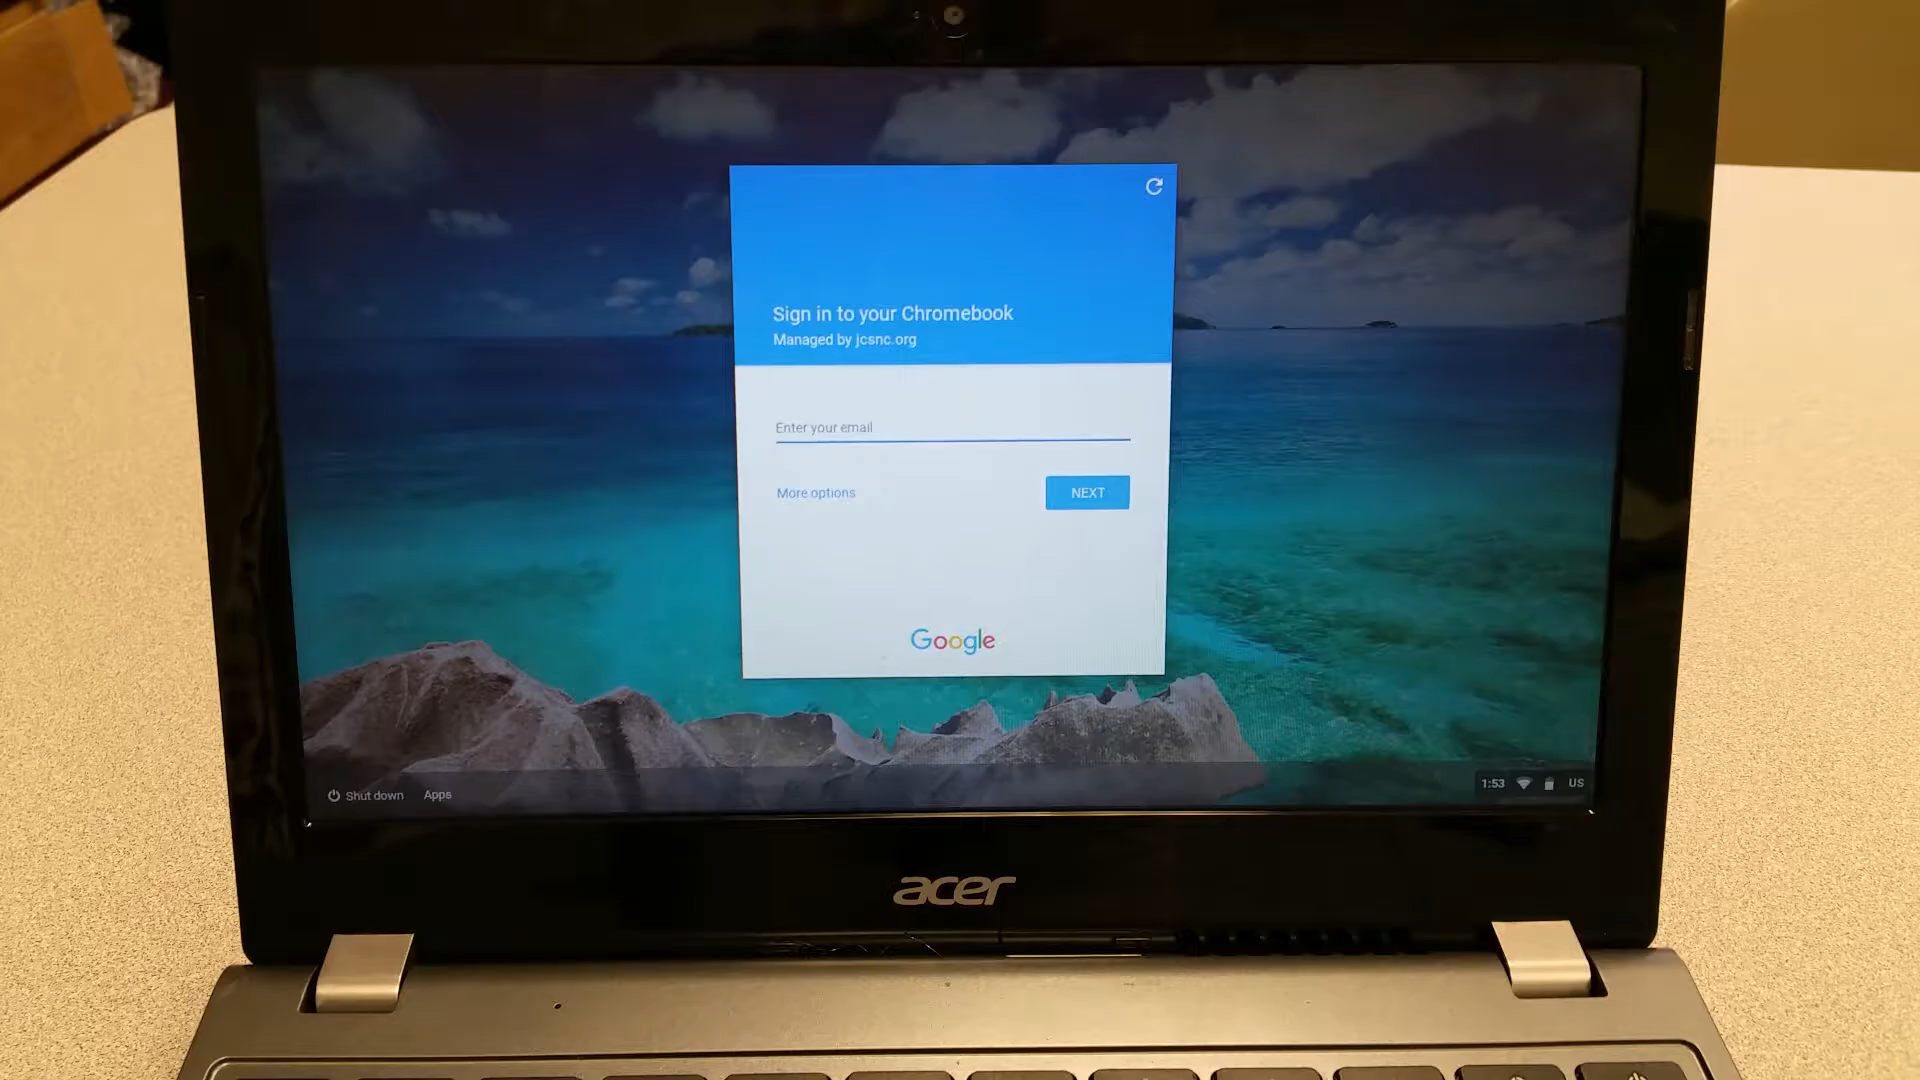 Sign in to your Chromebook
Managed by jcsnc.org
Enter your email
More options
NEXT
Google
Shut down
Apps
1:53
US
acer